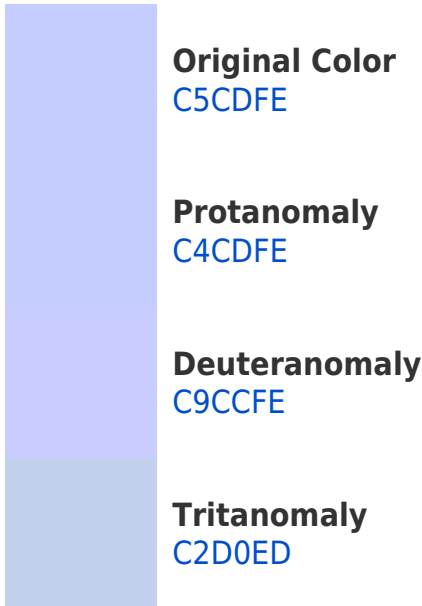 Original Color
C5CDFE
Protanomaly
C4CDFE
Deuteranomaly
C9CCFE
Tritanomaly
C2D0ED